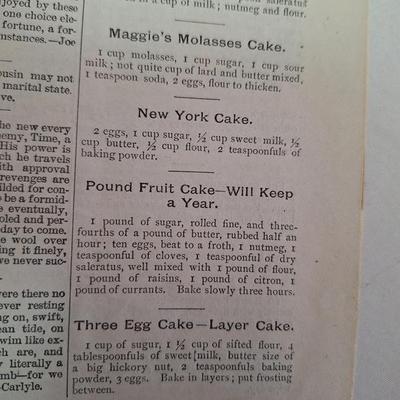 njoyed by these
one choice ele-
fortune, a for-
nstances.—Joe
ousin may not
marital state.
ve.
he new every
emy, Time, a
His power is
ch he travels
with approval
revenges are
ilded for con-
be a formid-
e eventually,
oled and per-
day to come.
e wool over
ng it finely,
ve never suc-
were there no
ever resting
ng on, swift,
ean tide, on
wim like ex-
ch are, and
y literally a
mb—for we
—Carlyle.
cup of milk; nutmeg and flour.
Maggie's Molasses Cake.
1 cup molasses, 1 cup sugar, 1 cup sour
milk; not quite cup of lard and butter mixed,
1 teaspoon soda, 2 eggs, flour to thicken.
New York Cake.
2 eggs, 1 cup sugar, ½ cup sweet milk, ½
cup butter, ½ cup flour, 2 teaspoonfuls of
baking powder.
Pound Fruit Cake—Will Keep
a Year.
1 pound of sugar, rolled fine, and three-
fourths of a pound of butter, rubbed half an
hour; ten eggs, beat to a froth, 1 nutmeg, 1
teaspoonful of cloves, 1 teaspoonful of dry
saleratus, well mixed with 1 pound of flour,
1 pound of raisins, 1 pound of citron, 1
pound of currants. Bake slowly three hours.
Three Egg Cake—Layer Cake.
1 cup of sugur, 1 ½ cup of sifted flour, 4
tablespoonfuls of sweet milk, butter size of
a big hickory nut, 2 teaspoonfuls baking
powder, 3 eggs. Bake in layers; put frosting
between.